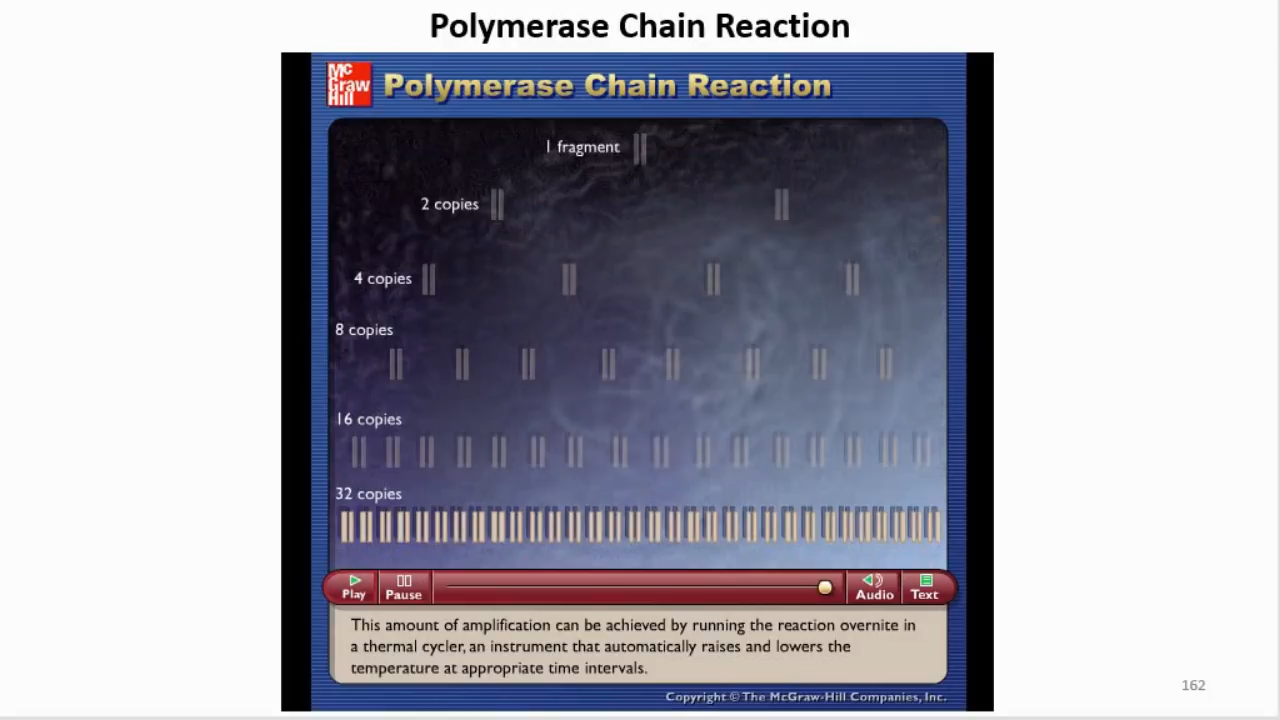 Polymerase Chain Reaction
Mc
Graw
Hill
Polymerase Chain Reaction
1 fragment
2 copies
4 copies
8 copies
16 copies
32 copies
Play
Pause
Audio
Text
This amount of amplification can be achieved by running the reaction overnite in
a thermal cycler, an instrument that automatically raises and lowers the
temperature at appropriate time intervals.
Copyright © The McGraw-Hill Companies, Inc.
162